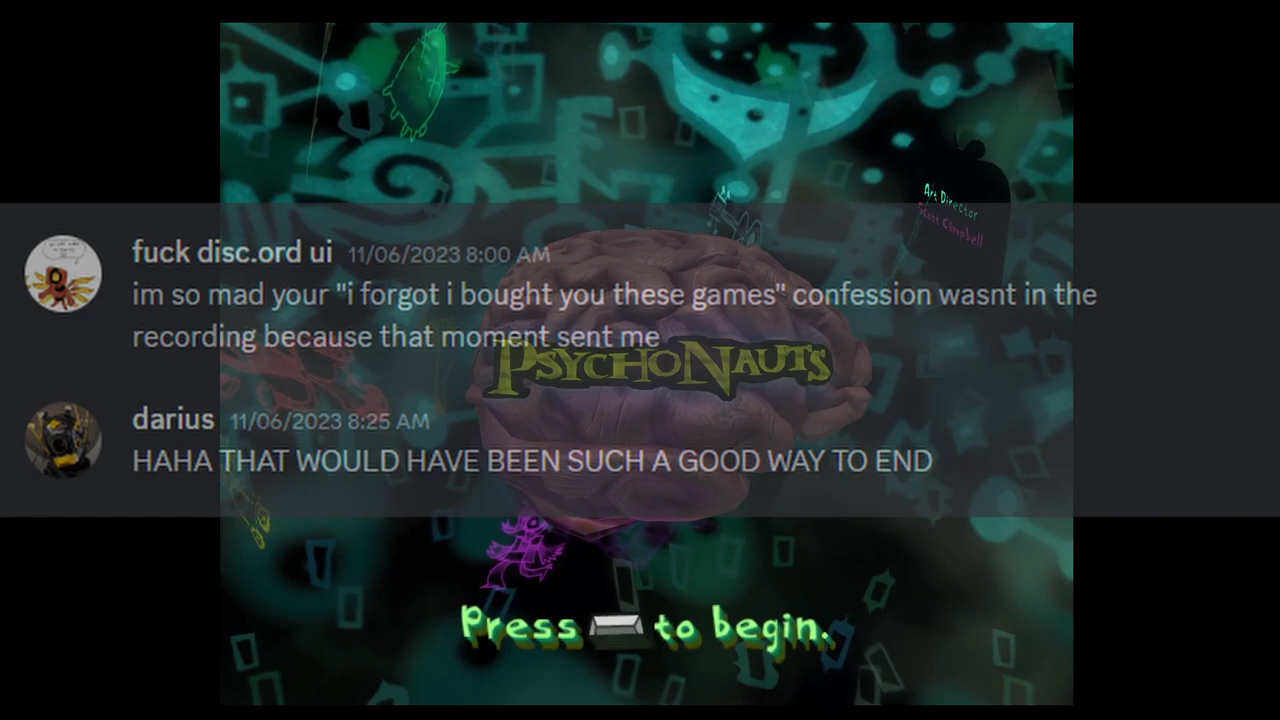 Art Director
Scott Campbell
fuck disc.ord ui 11/06/2023 8:00 AM
im so mad your "i forgot i bought you these games" confession wasnt in the
recording because that moment sent me
PSYCHONAUTS
darius 11/06/2023 8:25 AM
HAHA THAT WOULD HAVE BEEN SUCH A GOOD WAY TO END
Press to begin.